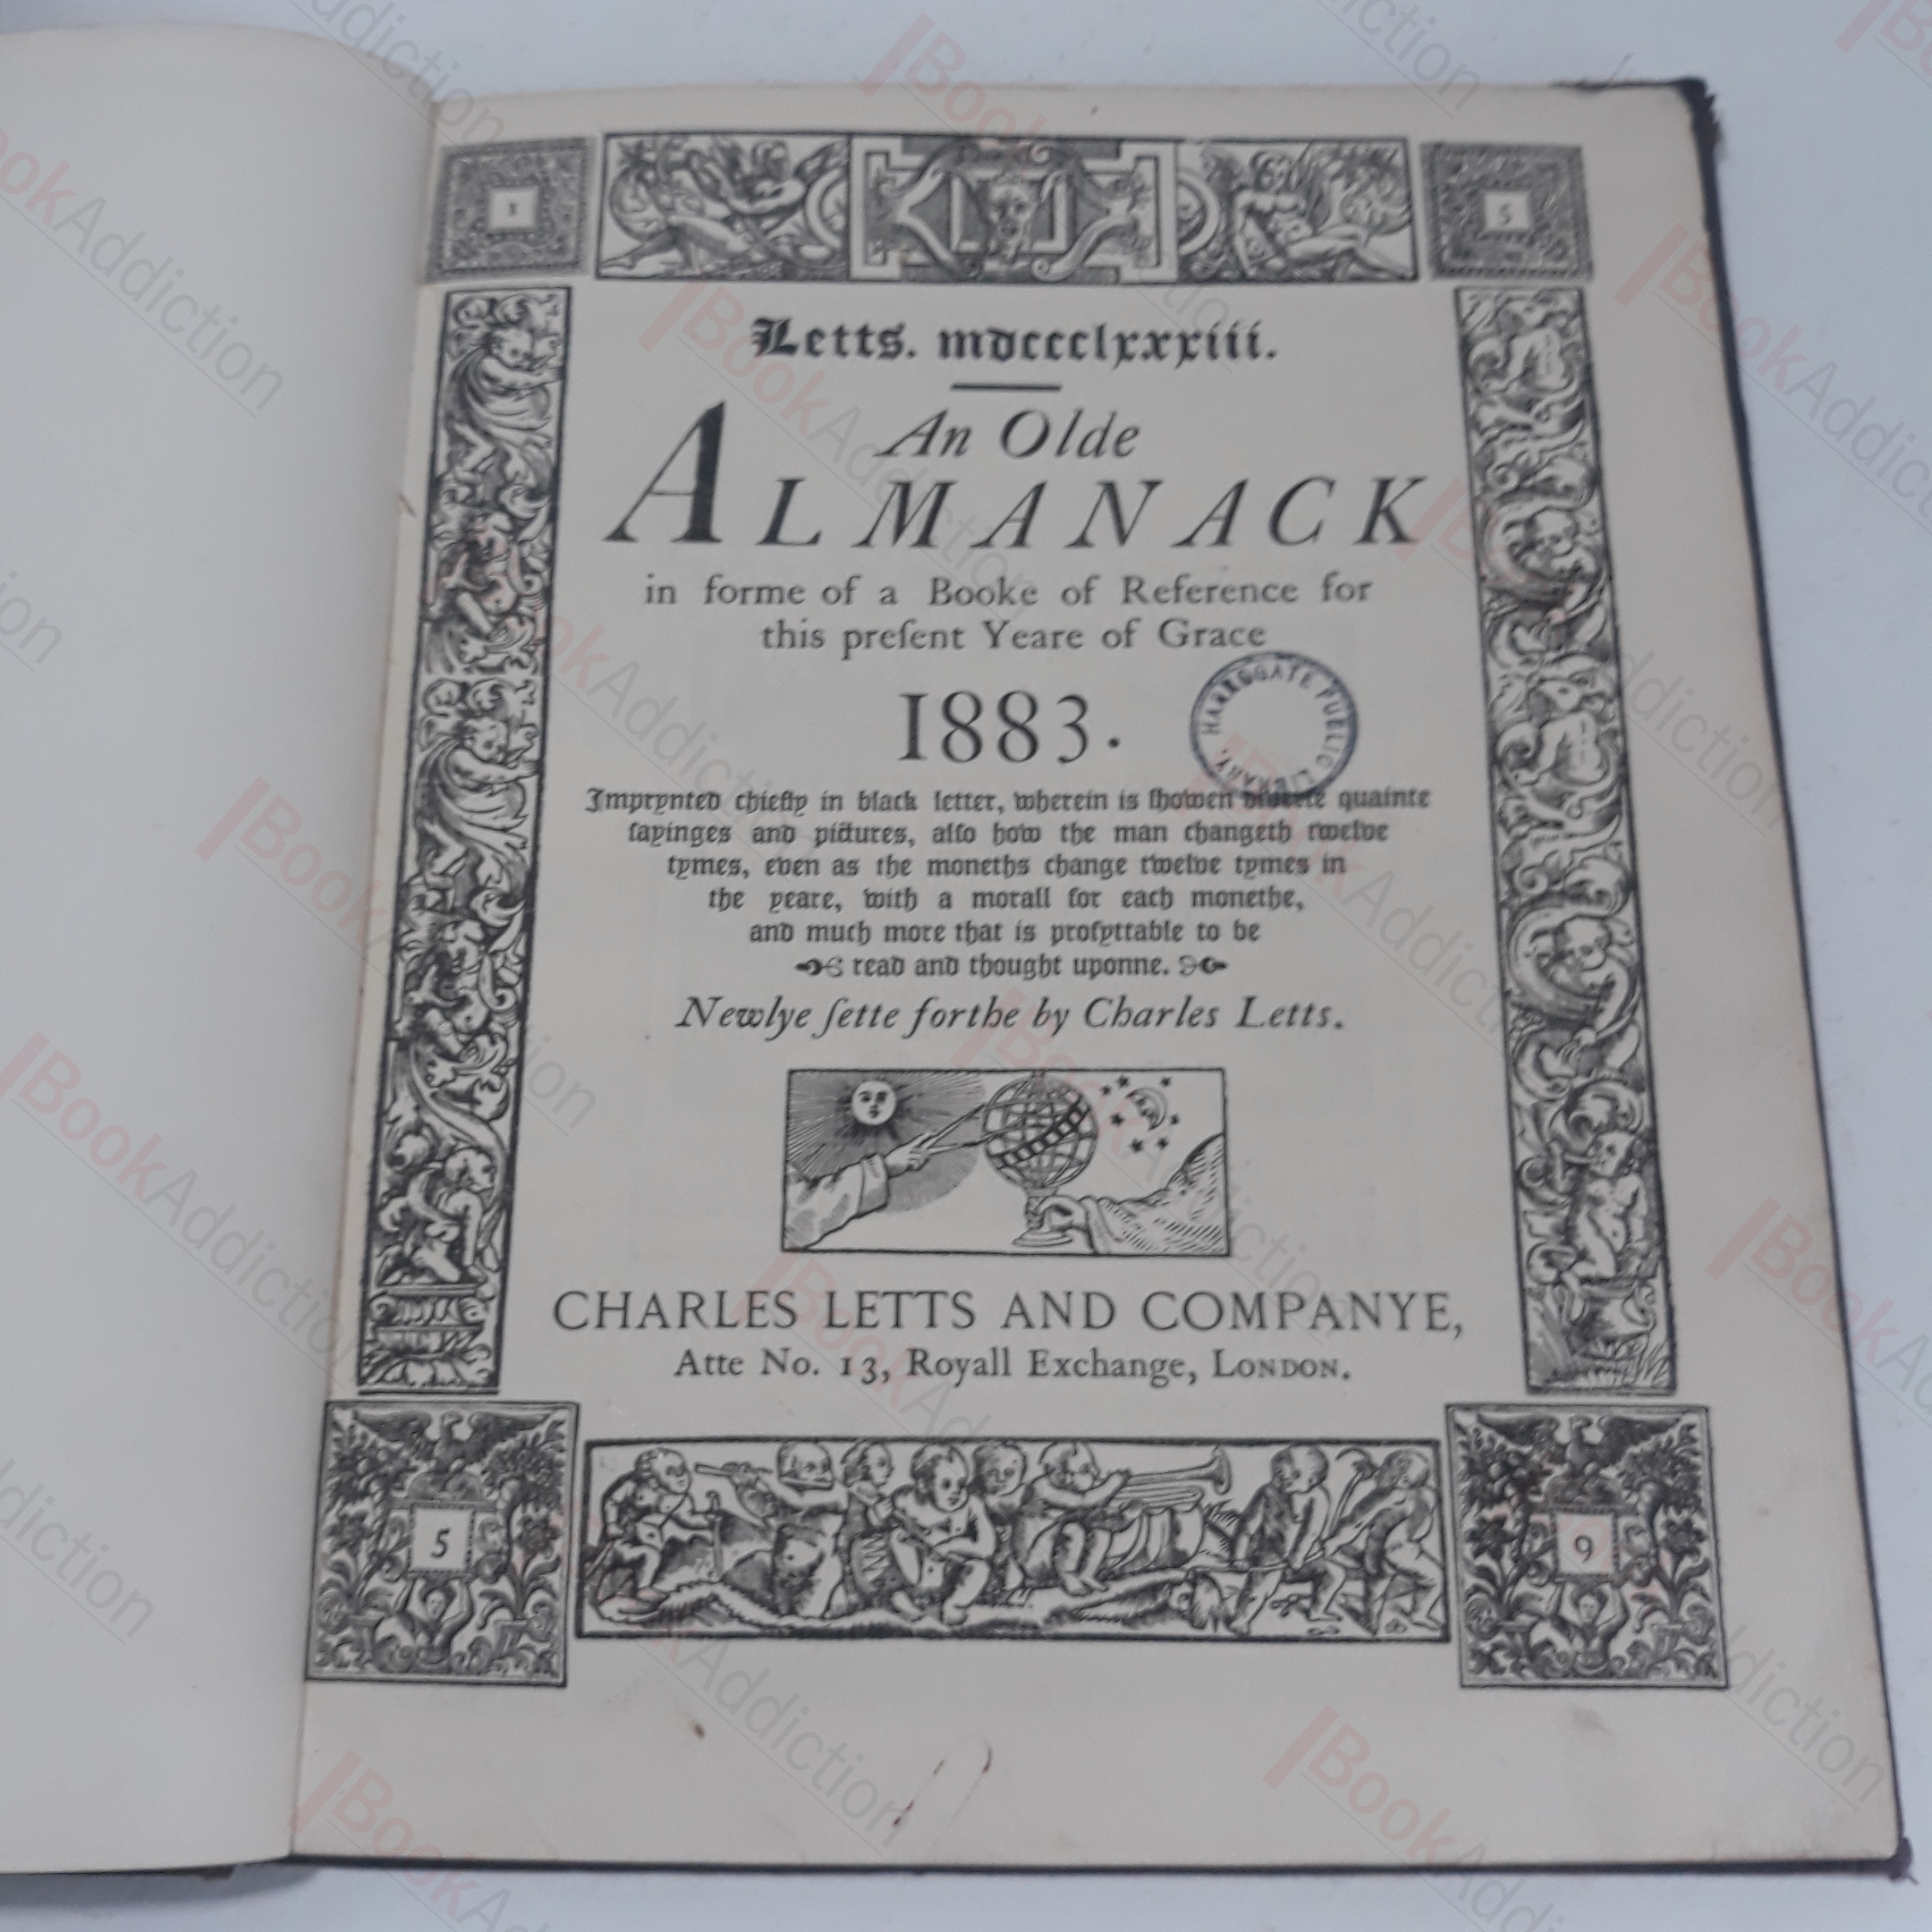 1
5
Letts. mdccclxxxiii.
An Olde
ALMANACK
in forme of a Booke of Reference for
this preſent Yeare of Grace
1883.
HARROGATE PUBLIC LIBRARY.
Imprynted chiefly in black letter, wherein is ſhowen quainte
ſayinges and pictures, alſo how the man changeth twelve
tymes, even as the moneths change twelve tymes in
the yeare, with a morall for each monethe,
and much more that is profyttable to be
read and thought uponne.
Newlye ſette forthe by Charles Letts.
CHARLES LETTS AND COMPANYE,
Atte No. 13, Royall Exchange, LONDON.
5
9
BookAddiction